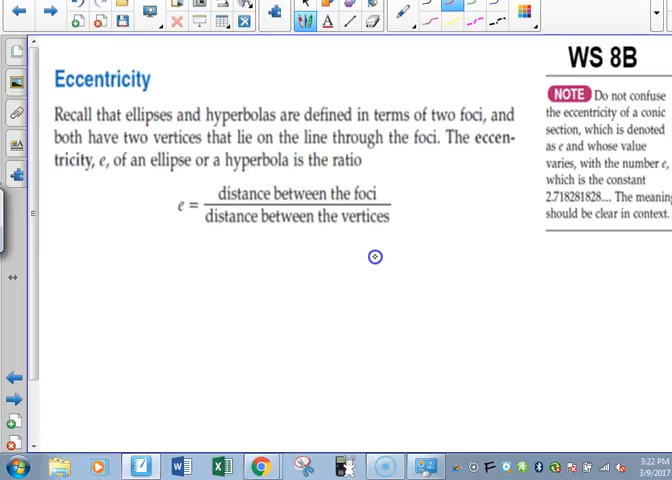 Eccentricity
Recall that ellipses and hyperbolas are defined in terms of two foci, and
both have two vertices that lie on the line through the foci. The eccen-
tricity, e, of an ellipse or a hyperbola is the ratio
e = distance between the foci
distance between the vertices
WS 8B
NOTE Do not confuse
the eccentricity of a conic
section, which is denoted
as e and whose value
varies, with the number e,
which is the constant
2.718281828.... The meaning
should be clear in context.
3:22 PM
3/9/2017